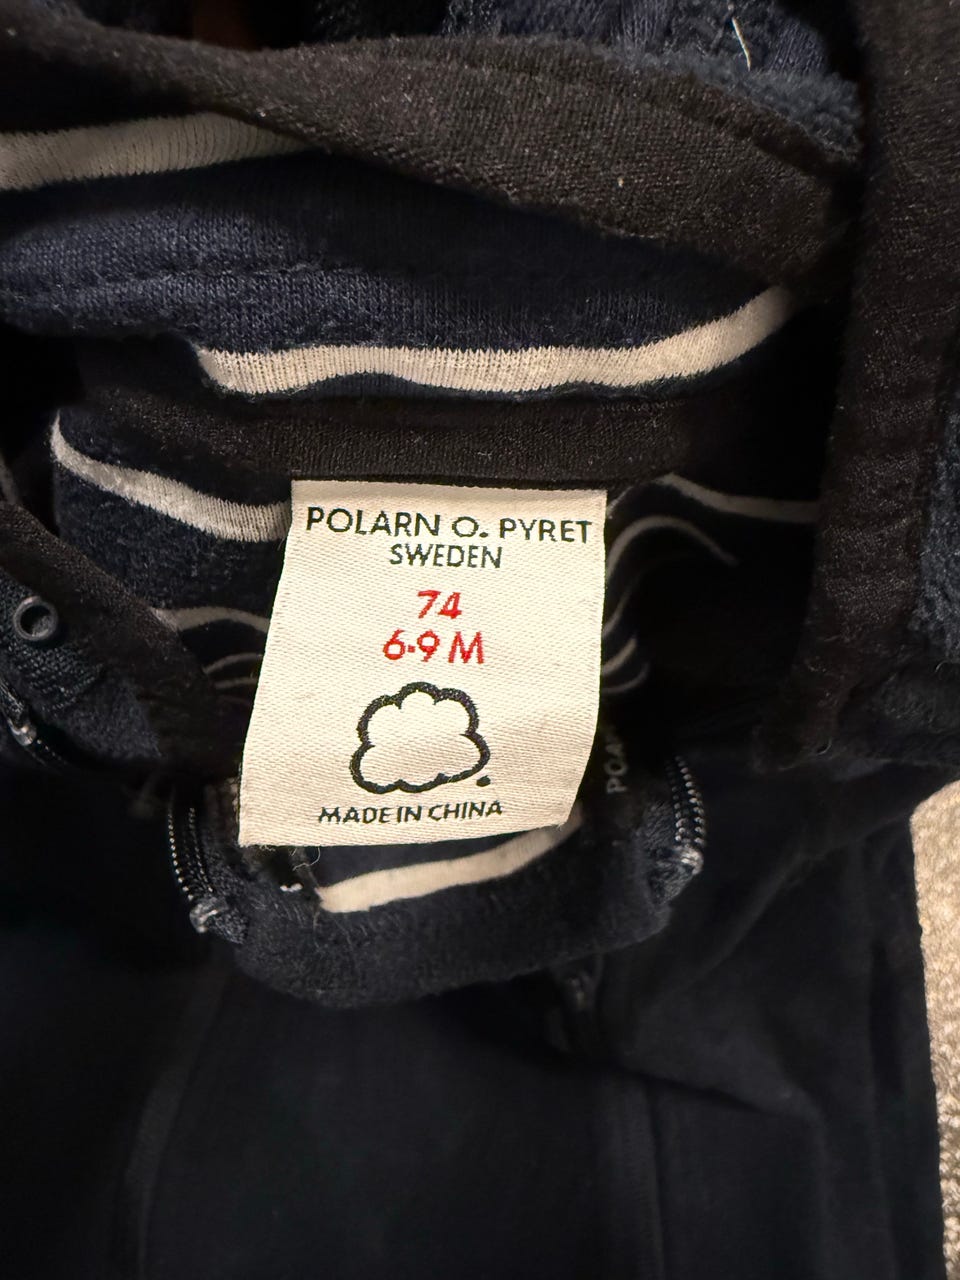 POLARN O. PYRET
SWEDEN
74
6-9 M
MADE IN CHINA